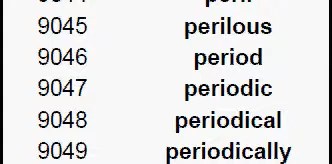 9045 perilous
9046 period
9047 periodic
9048 periodical
9049 periodically